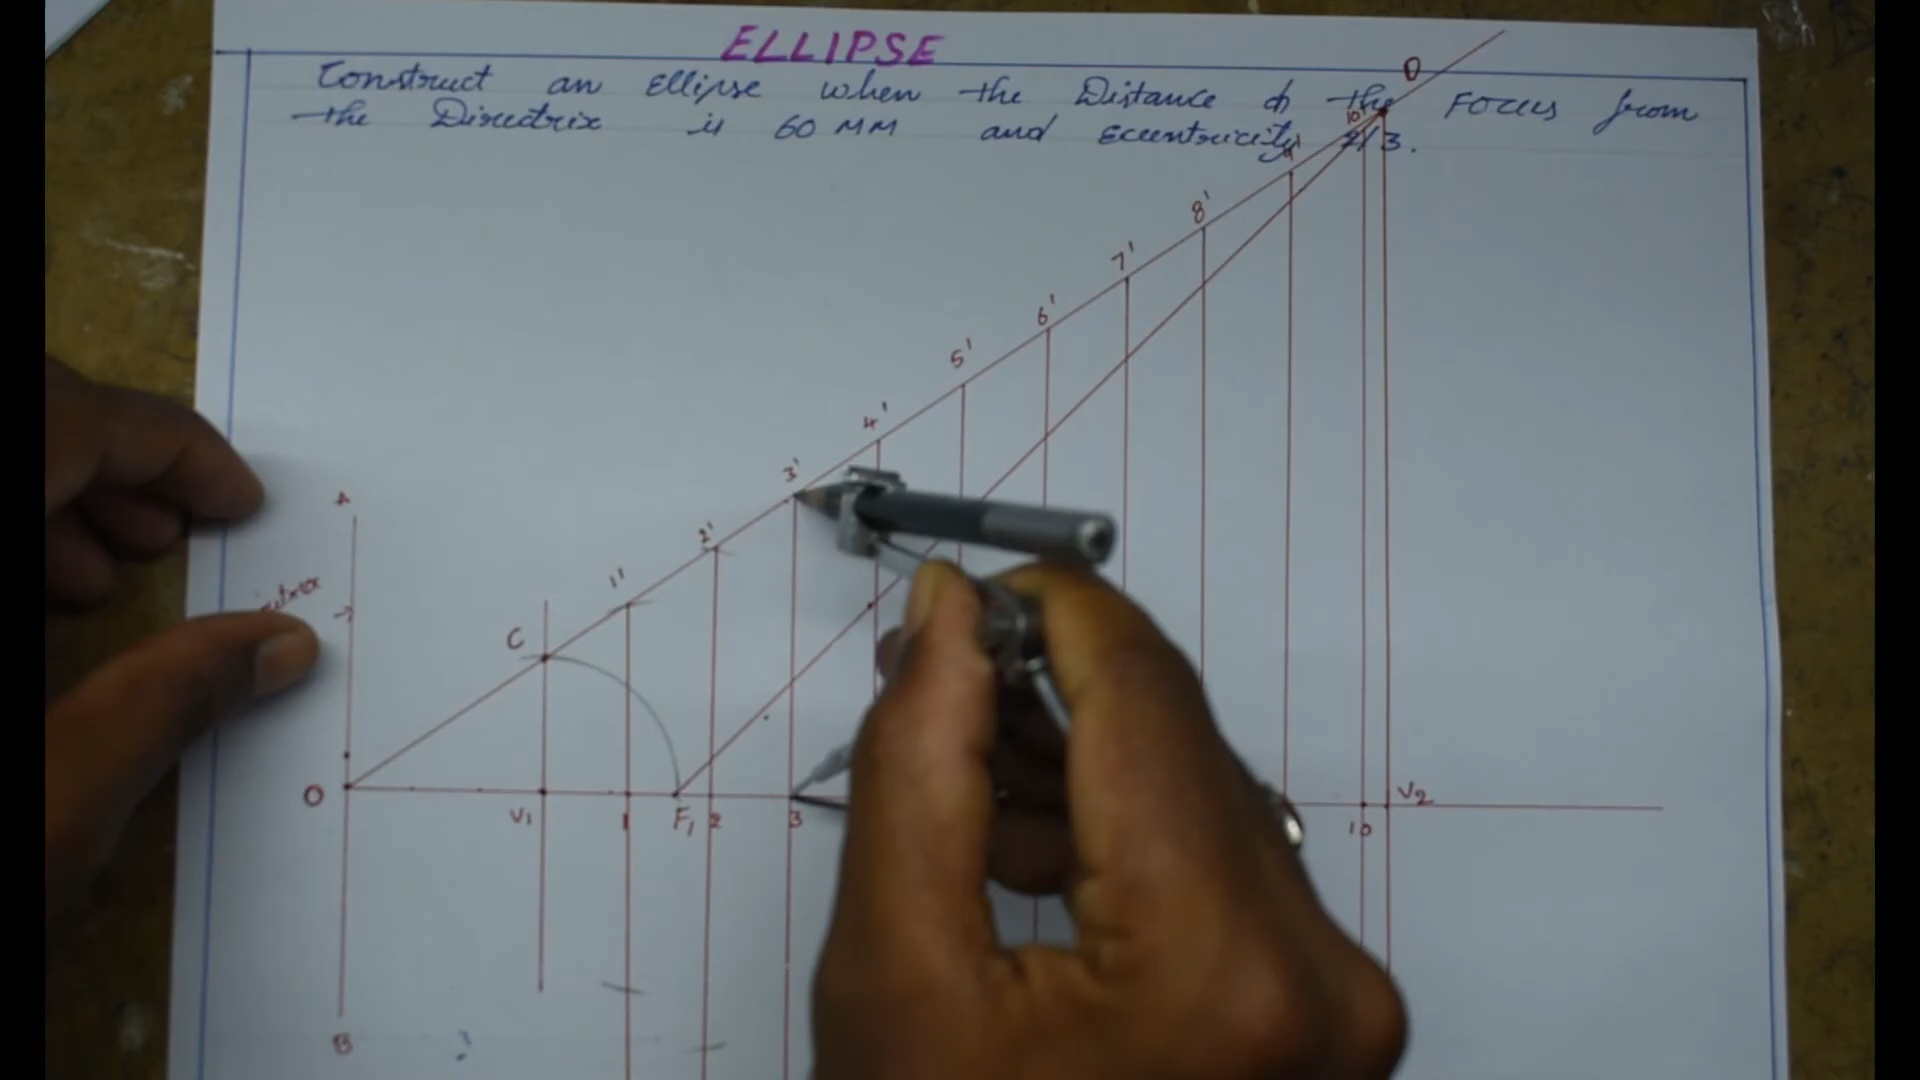 ELLIPSE
Construct an Ellipse when the Distance of the Focus from
the Directrix is 60 MM and eccentricity 2/3.
D
10'
9'
8'
7'
6'
5'
4'
3'
A
2'
1'
C
O
V1 1 F1 2 3 10 V2
B